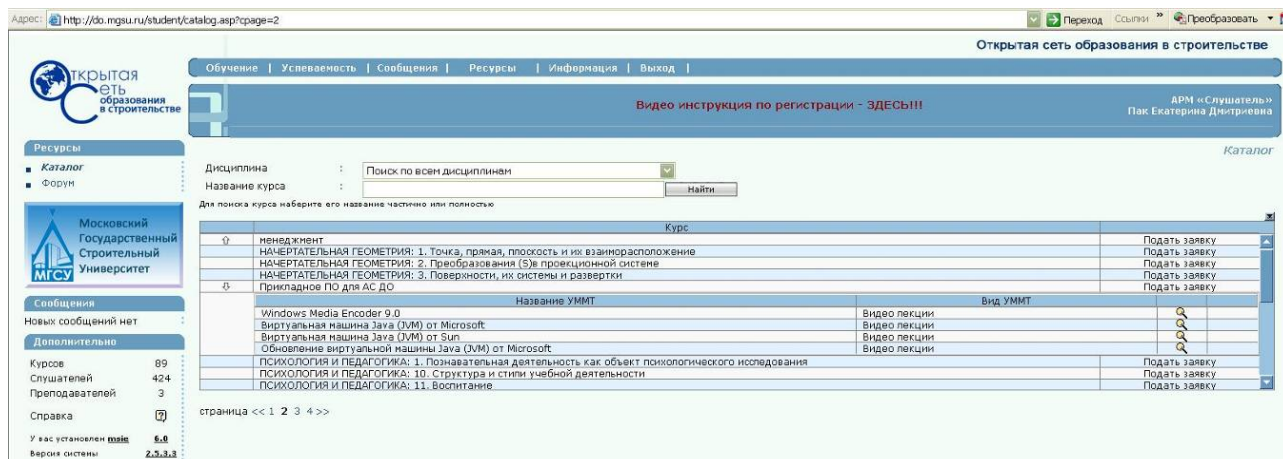 Адрес: http://do.mgsu.ru/student/catalog.asp?cpage=2 Переход Ссылки » Преобразовать
Открытая сеть образования в строительстве
Открытая Сеть образования в строительстве
Обучение | Успеваемость | Сообщения | Ресурсы | Информация | Выход |
Видео инструкция по регистрации - ЗДЕСЬ!!!
АРМ «Слушатель»
Пак Екатерина Дмитриевна
Ресурсы
Каталог
Форум
Московский
Государственный
Строительный
Университет
МГСУ
Сообщения
Новых сообщений нет
Дополнительно
Курсов 89
Слушателей 424
Преподавателей 3
Справка [?]
У вас установлен msie 6.0
Версия системы 2.5.3.3
Каталог
Дисциплина : Поиск по всем дисциплинам
Название курса : Найти
Для поиска курса наберите его название частично или полностью
Курс
менеджмент Подать заявку
НАЧЕРТАТЕЛЬНАЯ ГЕОМЕТРИЯ: 1. Точка, прямая, плоскость и их взаиморасположение Подать заявку
НАЧЕРТАТЕЛЬНАЯ ГЕОМЕТРИЯ: 2. Преобразования (S)в проекционной системе Подать заявку
НАЧЕРТАТЕЛЬНАЯ ГЕОМЕТРИЯ: 3. Поверхности, их системы и развертки Подать заявку
Прикладное ПО для АС ДО Подать заявку
Название УММТ Вид УММТ
Windows Media Encoder 9.0 Видео лекции
Виртуальная машина Java (JVM) от Microsoft Видео лекции
Виртуальная машина Java (JVM) от Sun Видео лекции
Обновление виртуальной машины Java (JVM) от Microsoft Видео лекции
ПСИХОЛОГИЯ И ПЕДАГОГИКА: 1. Познавательная деятельность как объект психологического исследования Подать заявку
ПСИХОЛОГИЯ И ПЕДАГОГИКА: 10. Структура и стили учебной деятельности Подать заявку
ПСИХОЛОГИЯ И ПЕДАГОГИКА: 11. Воспитание Подать заявку
страница << 1 2 3 4 >>